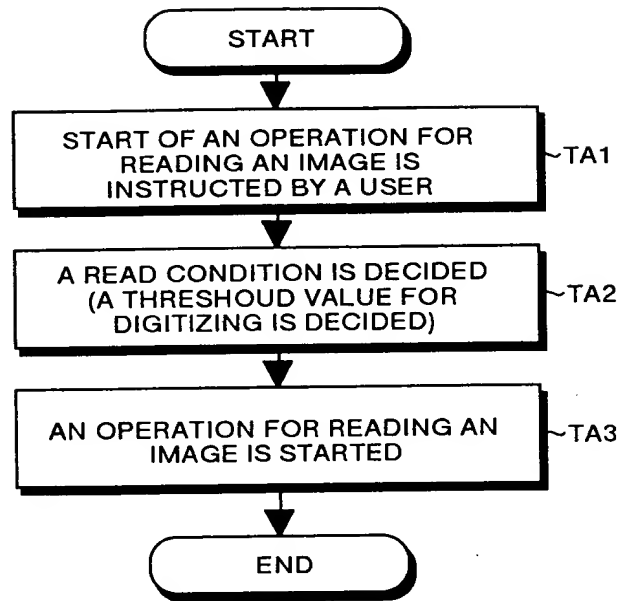 START
START OF AN OPERATION FOR
READING AN IMAGE IS
INSTRUCTED BY A USER
~TA1
A READ CONDITION IS DECIDED
(A THRESHOUD VALUE FOR
DIGITIZING IS DECIDED)
~TA2
AN OPERATION FOR READING AN
IMAGE IS STARTED
~TA3
END